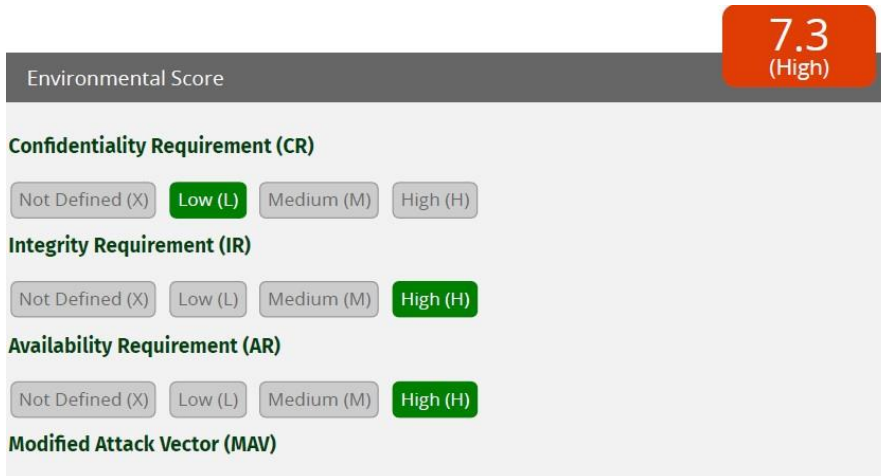 7.3
(High)
Environmental Score
Confidentiality Requirement (CR)
Not Defined (X) Low (L) Medium (M) High (H)
Integrity Requirement (IR)
Not Defined (X) Low (L) Medium (M) High (H)
Availability Requirement (AR)
Not Defined (X) Low (L) Medium (M) High (H)
Modified Attack Vector (MAV)